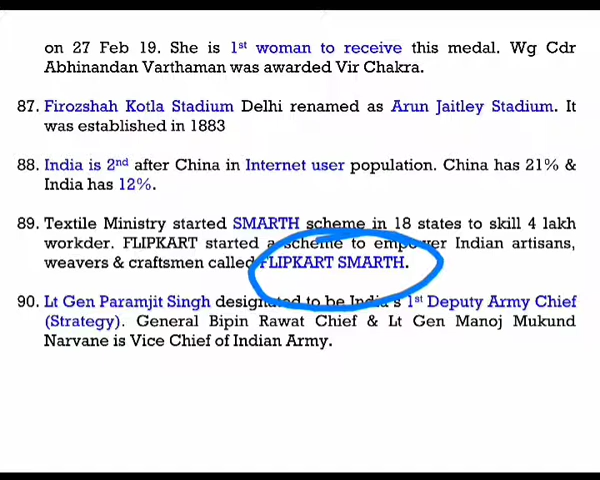 on 27 Feb 19. She is 1st woman to receive this medal. Wg Cdr
Abhinandan Varthaman was awarded Vir Chakra.
87. Firozshah Kotla Stadium Delhi renamed as Arun Jaitley Stadium. It
was established in 1883
88. India is 2nd after China in Internet user population. China has 21% &
India has 12%.
89. Textile Ministry started SMARTH scheme in 18 states to skill 4 lakh
workder. FLIPKART started a scheme to empower Indian artisans,
weavers & craftsmen called FLIPKART SMARTH.
90. Lt Gen Paramjit Singh designated to be India's 1st Deputy Army Chief
(Strategy). General Bipin Rawat Chief & Lt Gen Manoj Mukund
Narvane is Vice Chief of Indian Army.